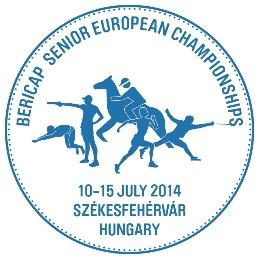 BERICAP SENIOR EUROPEAN CHAMPIONSHIPS
10-15 JULY 2014
SZÉKESFEHÉRVÁR
HUNGARY